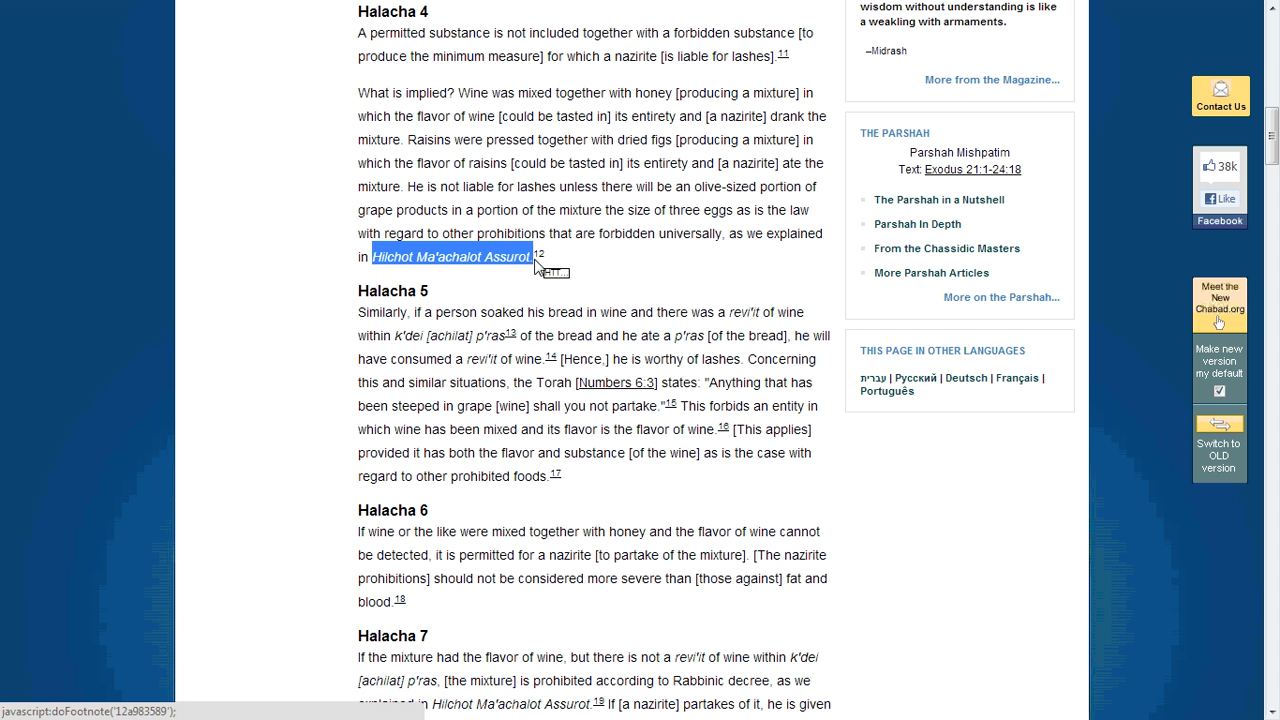 Halacha 4
A permitted substance is not included together with a forbidden substance [to
produce the minimum measure] for which a nazirite [is liable for lashes].11
What is implied? Wine was mixed together with honey [producing a mixture] in
which the flavor of wine [could be tasted in] its entirety and [a nazirite] drank the
mixture. Raisins were pressed together with dried figs [producing a mixture] in
which the flavor of raisins [could be tasted in] its entirety and [a nazirite] ate the
mixture. He is not liable for lashes unless there will be an olive-sized portion of
grape products in a portion of the mixture the size of three eggs as is the law
with regard to other prohibitions that are forbidden universally, as we explained
in Hilchot Ma'achalot Assurot.12
Halacha 5
Similarly, if a person soaked his bread in wine and there was a revi'it of wine
within k'dei [achilat] p'ras13 of the bread and he ate a p'ras [of the bread], he will
have consumed a revi'it of wine.14 [Hence,] he is worthy of lashes. Concerning
this and similar situations, the Torah [Numbers 6:3] states: "Anything that has
been steeped in grape [wine] shall you not partake."15 This forbids an entity in
which wine has been mixed and its flavor is the flavor of wine.16 [This applies]
provided it has both the flavor and substance [of the wine] as is the case with
regard to other prohibited foods.17
Halacha 6
If wine or the like were mixed together with honey and the flavor of wine cannot
be detected, it is permitted for a nazirite [to partake of the mixture]. [The nazirite
prohibitions] should not be considered more severe than [those against] fat and
blood.18
Halacha 7
If the mixture had the flavor of wine, but there is not a revi'it of wine within k'dei
[achilat] p'ras, [the mixture] is prohibited according to Rabbinic decree, as we
explained in Hilchot Ma'achalot Assurot.19 If [a nazirite] partakes of it, he is given
wisdom without understanding is like
a weakling with armaments.
–Midrash
More from the Magazine...
THE PARSHAH
Parshah Mishpatim
Text: Exodus 21:1-24:18
The Parshah in a Nutshell
Parshah In Depth
From the Chassidic Masters
More Parshah Articles
More on the Parshah...
THIS PAGE IN OTHER LANGUAGES
עברית | Русский | Deutsch | Français |
Português
Contact Us
38k
Like
Facebook
Meet the
New
Chabad.org
Make new
version
my default
Switch to
OLD
version
javascript:doFootnote('12a983589');